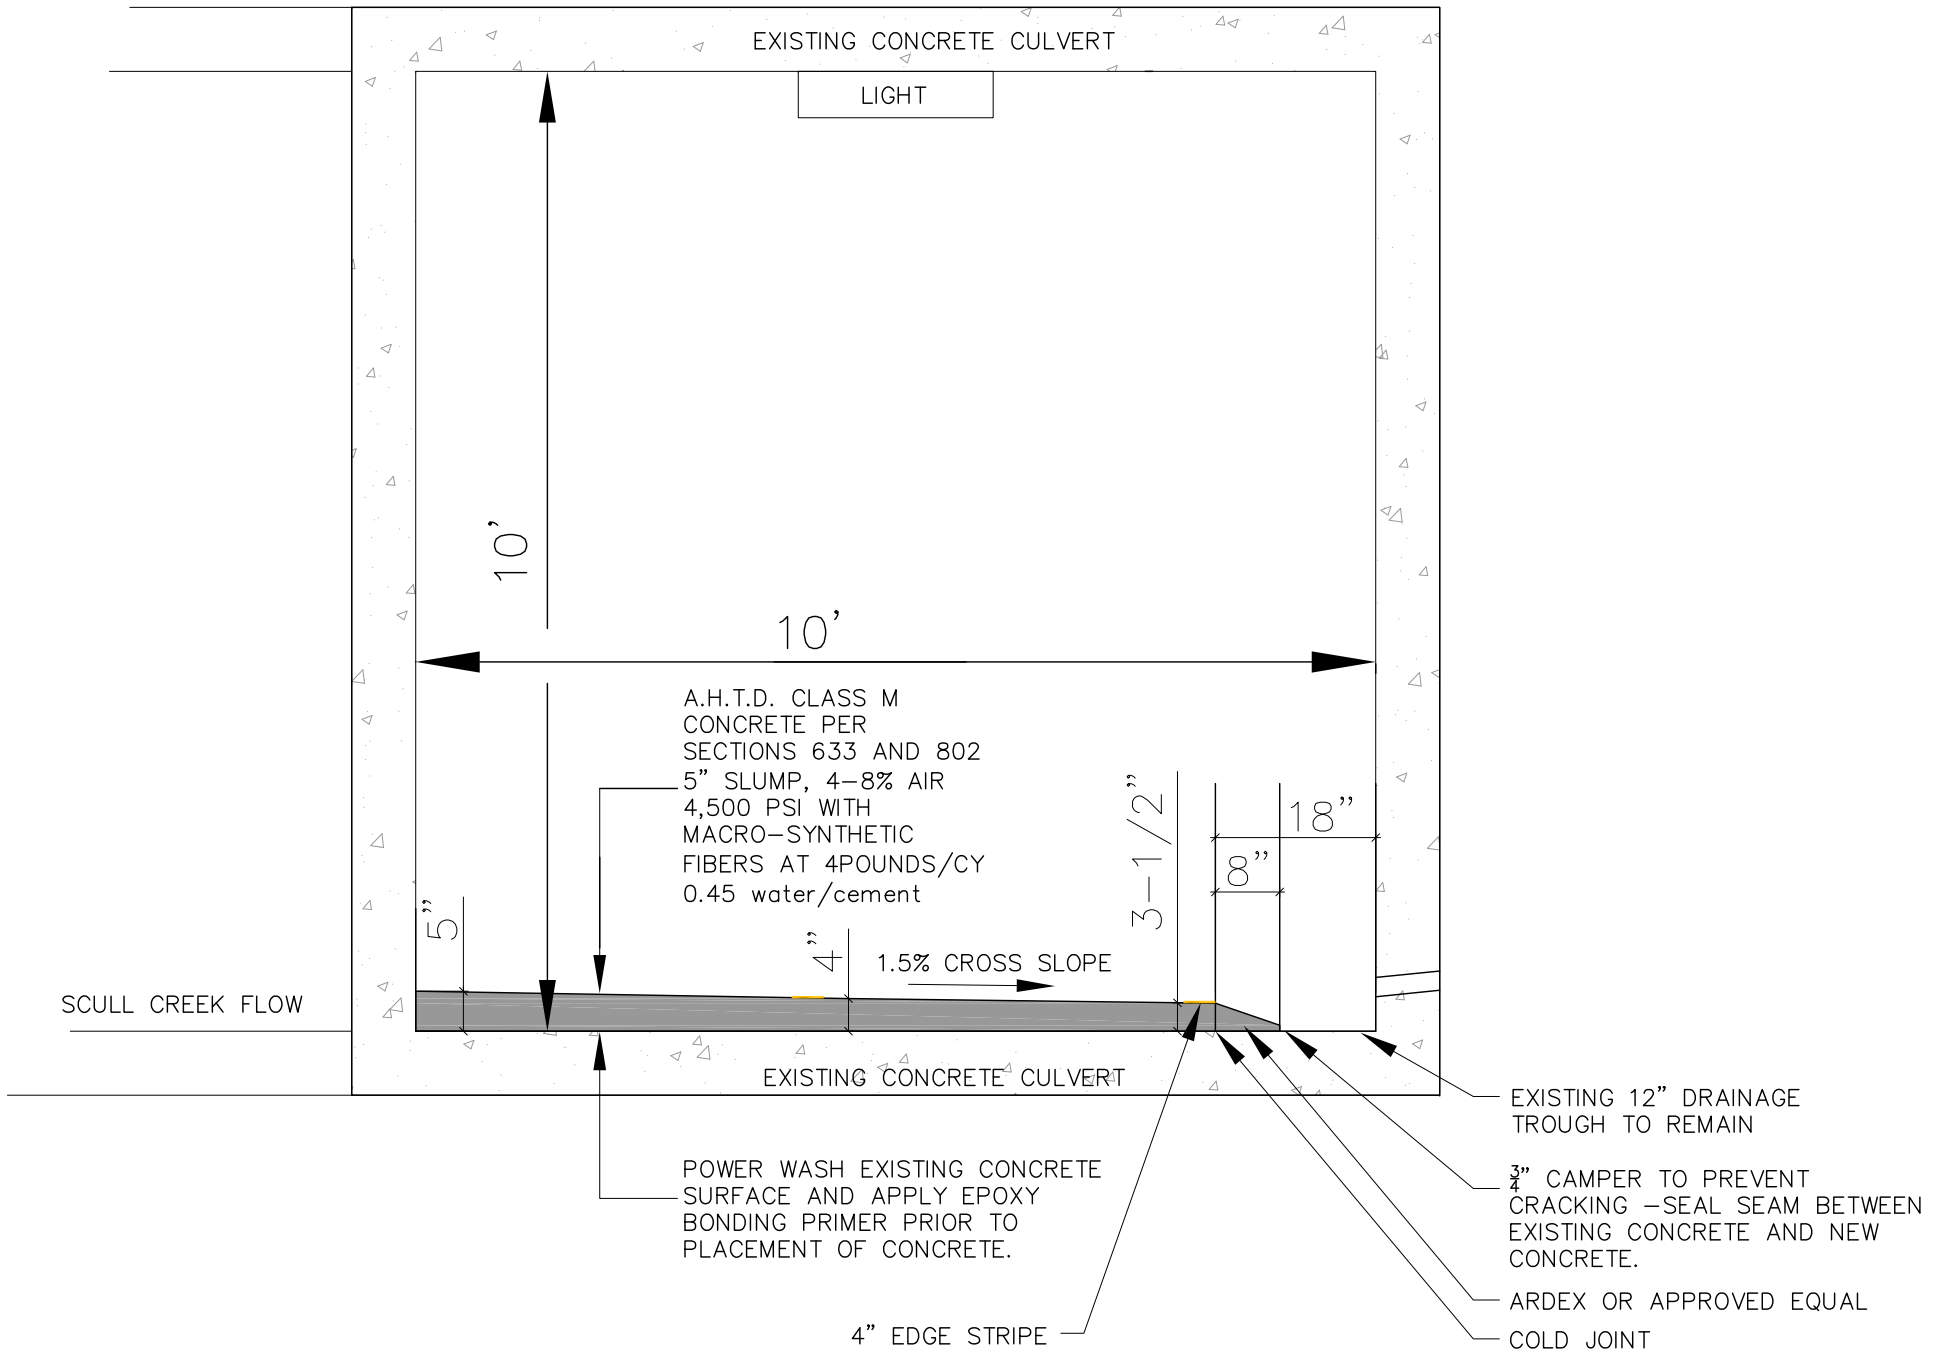 EXISTING CONCRETE CULVERT
LIGHT
10'
10'
A.H.T.D. CLASS M
CONCRETE PER
SECTIONS 633 AND 802
5" SLUMP, 4-8% AIR
4,500 PSI WITH
MACRO-SYNTHETIC
FIBERS AT 4POUNDS/CY
0.45 water/cement
3-1/2"
18"
8"
5"
4"
1.5% CROSS SLOPE
SCULL CREEK FLOW
EXISTING CONCRETE CULVERT
EXISTING 12" DRAINAGE
TROUGH TO REMAIN
POWER WASH EXISTING CONCRETE
SURFACE AND APPLY EPOXY
BONDING PRIMER PRIOR TO
PLACEMENT OF CONCRETE.
3/4" CAMPER TO PREVENT
CRACKING -SEAL SEAM BETWEEN
EXISTING CONCRETE AND NEW
CONCRETE.
ARDEX OR APPROVED EQUAL
4" EDGE STRIPE
COLD JOINT